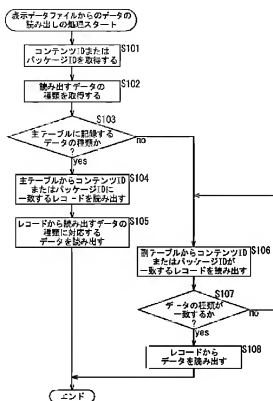 表示データファイルからのデータの
読み出しの処理スタート
S101
コンテンツIDまたは
パッケージIDを取得する
S102
読み出すデータの
種類を取得する
S103
主テーブルに記録する
データの種類か
?
no
yes
S104
主テーブルからコンテンツID
またはパッケージIDに
一致するレコードを読み出す
S105
レコードから読み出すデータの
種類に対応する
データを読み出す
S106
副テーブルからコンテンツID
またはパッケージIDが
一致するレコードを読み出す
S107
データの種類が
一致するか
?
no
yes
S108
レコードから
データを読み出す
エンド